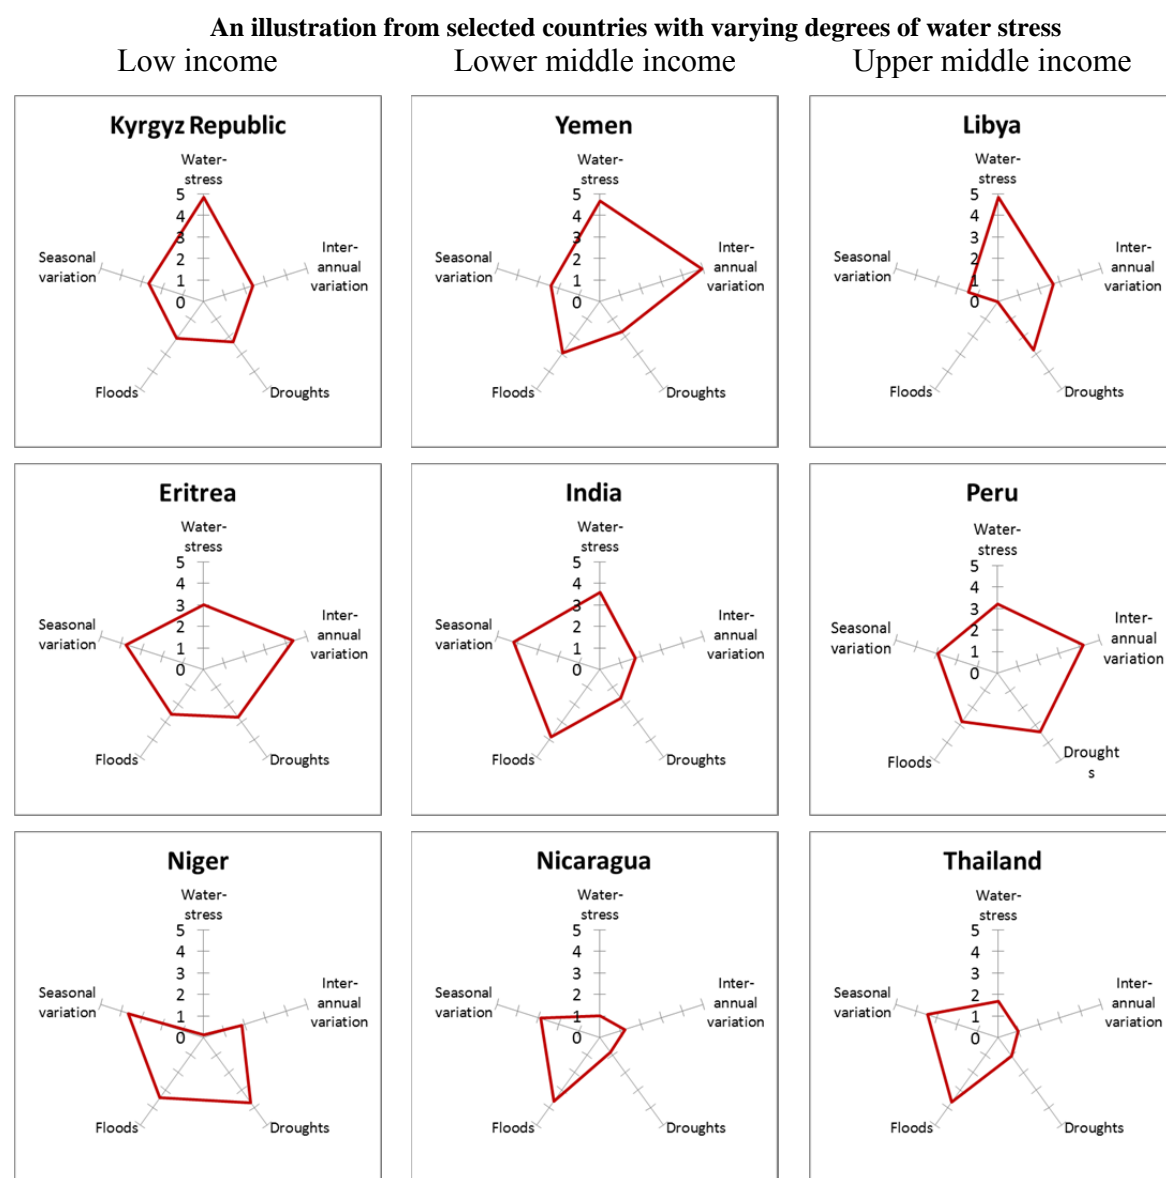 An illustration from selected countries with varying degrees of water stress
Low income
Lower middle income
Upper middle income
Kyrgyz Republic
Water-
stress
5
4
3
2
1
0
Inter-
annual
variation
Droughts
Floods
Seasonal
variation
Yemen
Water-
stress
5
4
3
2
1
0
Inter-
annual
variation
Droughts
Floods
Seasonal
variation
Libya
Water-
stress
5
4
3
2
1
0
Inter-
annual
variation
Droughts
Floods
Seasonal
variation
Eritrea
Water-
stress
5
4
3
2
1
0
Inter-
annual
variation
Droughts
Floods
Seasonal
variation
India
Water-
stress
5
4
3
2
1
0
Inter-
annual
variation
Droughts
Floods
Seasonal
variation
Peru
Water-
stress
5
4
3
2
1
0
Inter-
annual
variation
Drought
s
Floods
Seasonal
variation
Niger
Water-
stress
5
4
3
2
1
0
Inter-
annual
variation
Droughts
Floods
Seasonal
variation
Nicaragua
Water-
stress
5
4
3
2
1
0
Inter-
annual
variation
Droughts
Floods
Seasonal
variation
Thailand
Water-
stress
5
4
3
2
1
0
Inter-
annual
variation
Droughts
Floods
Seasonal
variation